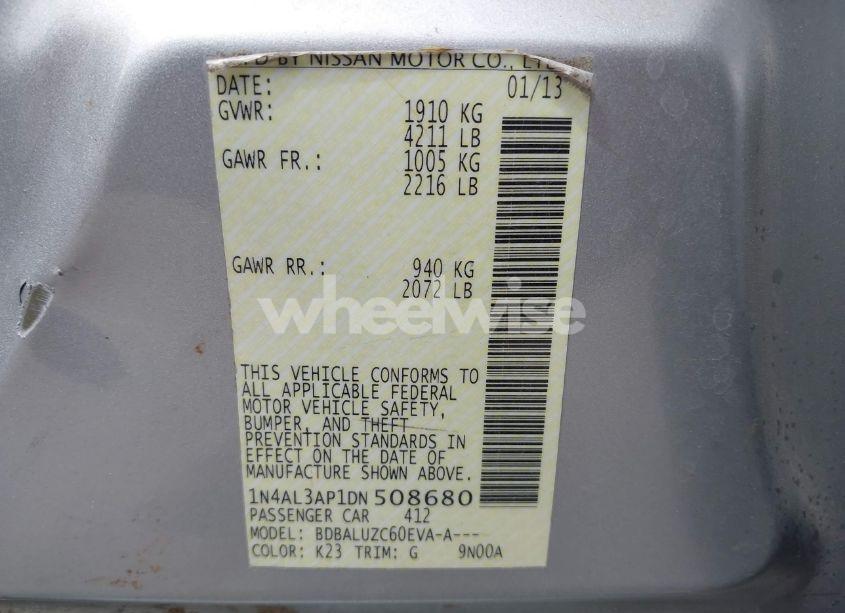 MFD BY NISSAN MOTOR CO., LTD
DATE: 01/13
GVWR: 1910 KG
4211 LB
GAWR FR.: 1005 KG
2216 LB
GAWR RR.: 940 KG
2072 LB
wheelwise
THIS VEHICLE CONFORMS TO
ALL APPLICABLE FEDERAL
MOTOR VEHICLE SAFETY,
BUMPER, AND THEFT
PREVENTION STANDARDS IN
EFFECT ON THE DATE OF
MANUFACTURE SHOWN ABOVE.
1N4AL3AP1DN508680
PASSENGER CAR 412
MODEL: BDBALUZC60EVA-A---
COLOR: K23 TRIM: G 9N00A